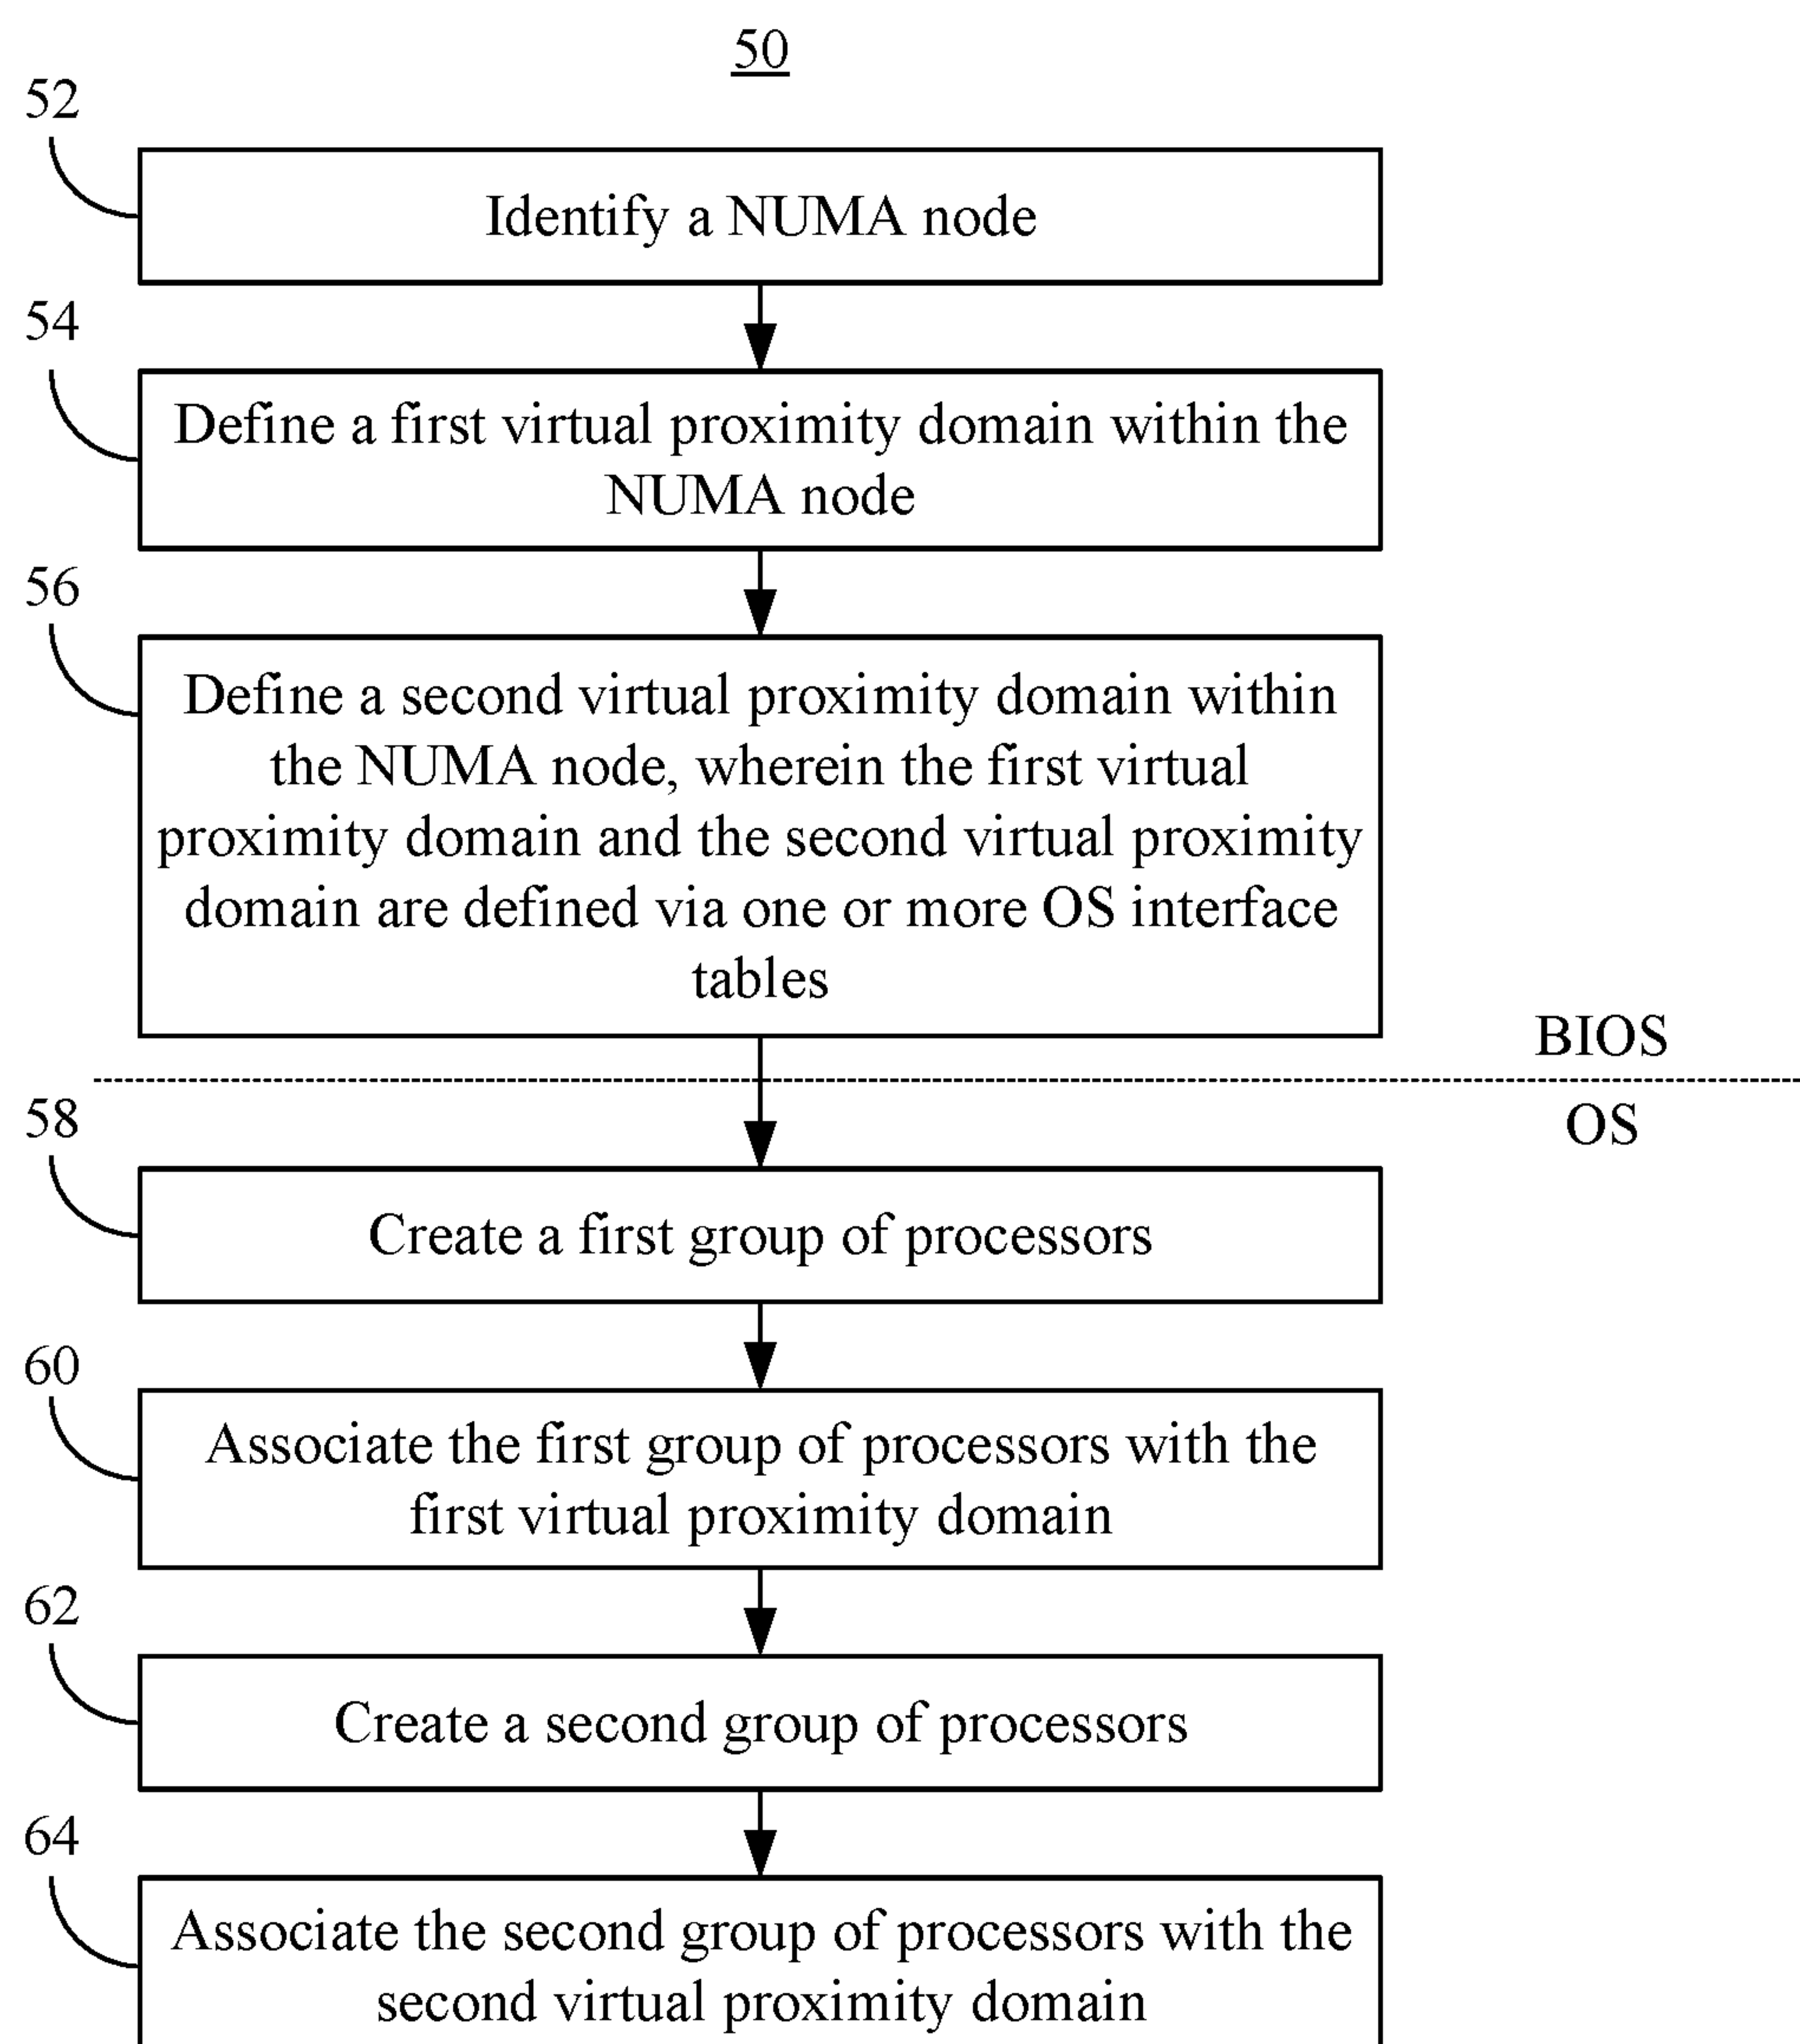 50
52
Identify a NUMA node
54
Define a first virtual proximity domain within the
NUMA node
56
Define a second virtual proximity domain within
the NUMA node, wherein the first virtual
proximity domain and the second virtual proximity
domain are defined via one or more OS interface
tables
BIOS
OS
58
Create a first group of processors
60
Associate the first group of processors with the
first virtual proximity domain
62
Create a second group of processors
64
Associate the second group of processors with the
second virtual proximity domain